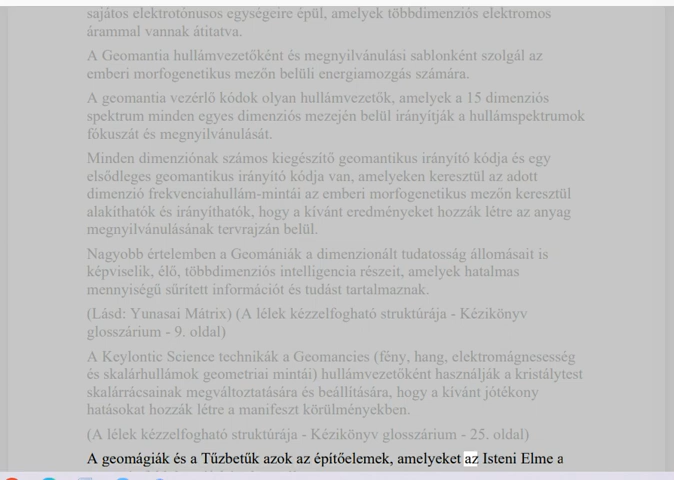 sajátos elektrotónusos egységeire épül, amelyek többdimenziós elektromos
árammal vannak átitatva.
A Geomantia hullámvezetőként és megnyilvánulási sablonként szolgál az
emberi morfogenetikus mezőn belüli energiamozgás számára.
A geomantia vezérlő kódok olyan hullámvezetők, amelyek a 15 dimenziós
spektrum minden egyes dimenziós mezején belül irányítják a hullámspektrumok
fókuszát és megnyilvánulását.
Minden dimenziónak számos kiegészítő geomantikus irányító kódja és egy
elsődleges geomantikus irányító kódja van, amelyeken keresztül az adott
dimenzió frekvenciahullám-mintái az emberi morfogenetikus mezőn keresztül
alakíthatók és irányíthatók, hogy a kívánt eredményeket hozzák létre az anyag
megnyilvánulásának tervrajzán belül.
Nagyobb értelemben a Geomániák a dimenzionált tudatosság állomásait is
képviselik, élő, többdimenziós intelligencia részeit, amelyek hatalmas
mennyiségű sűrített információt és tudást tartalmaznak.
(Lásd: Yunasai Mátrix) (A lélek kézzelfogható struktúrája - Kézikönyv
glosszárium - 9. oldal)
A Keylontic Science technikák a Geomancies (fény, hang, elektromágnesesség
és skalárhullámok geometriai mintái) hullámvezetőként használják a kristálytest
skalárrácsainak megváltoztatására és beállítására, hogy a kívánt jótékony
hatásokat hozzák létre a manifeszt körülményekben.
(A lélek kézzelfogható struktúrája - Kézikönyv glosszárium - 25. oldal)
A geomágiák és a Tűzbetűk azok az építőelemek, amelyeket az Isteni Elme a